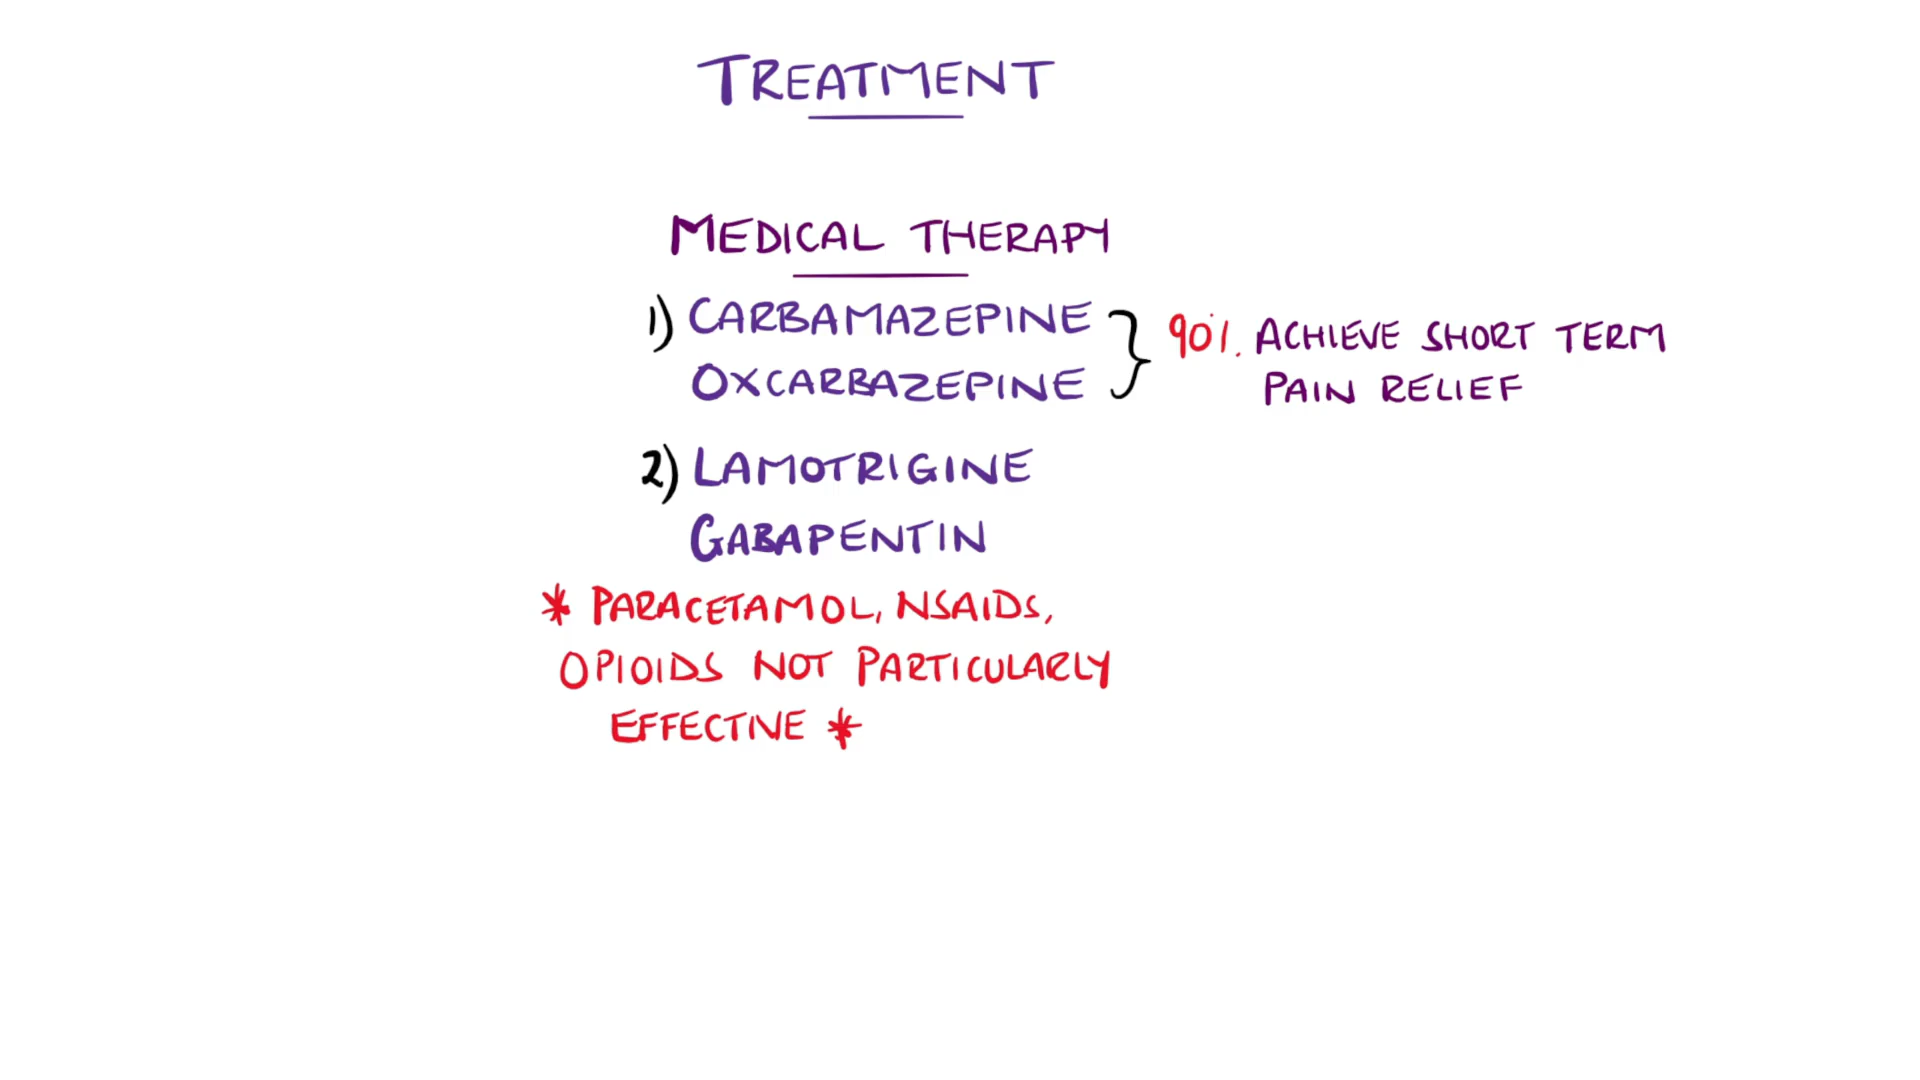 TREATMENT
MEDICAL THERAPY
1) CARBAMAZEPINE
OXCARBAZEPINE
90% ACHIEVE SHORT TERM
PAIN RELIEF
2) LAMOTRIGINE
GABAPENTIN
* PARACETAMOL, NSAIDS,
OPIOIDS NOT PARTICULARLY
EFFECTIVE *